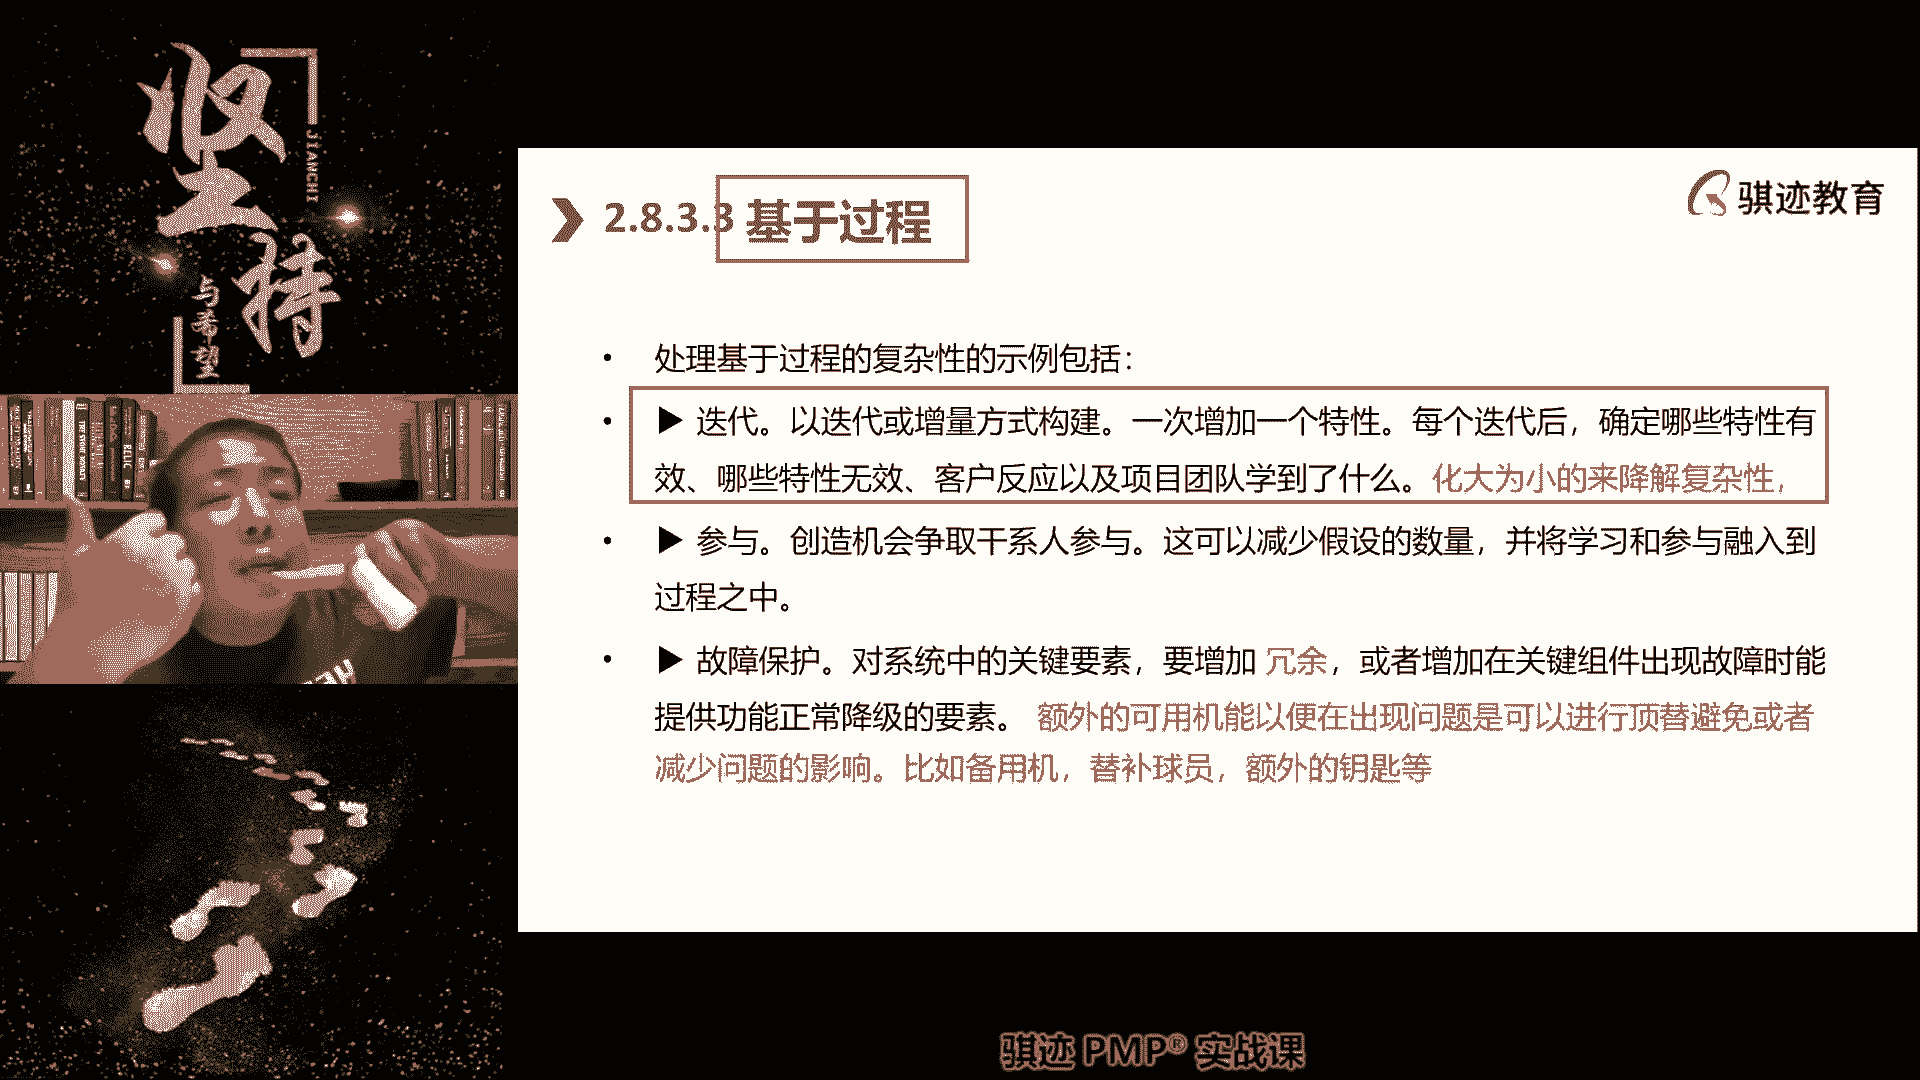 坚持
JIANCHI
与希望
2.8.3.3 基于过程
骐迹教育
• 处理基于过程的复杂性的示例包括：
• ▶ 迭代。以迭代或增量方式构建。一次增加一个特性。每个迭代后，确定哪些特性有
效、哪些特性无效、客户反应以及项目团队学到了什么。化大为小的来降解复杂性，
• ▶ 参与。创造机会争取干系人参与。这可以减少假设的数量，并将学习和参与融入到
过程之中。
• ▶ 故障保护。对系统中的关键要素，要增加 冗余，或者增加在关键组件出现故障时能
提供功能正常降级的要素。 额外的可用机能以便在出现问题是可以进行顶替避免或者
减少问题的影响。比如备用机，替补球员，额外的钥匙等
骐迹 PMP® 实战课